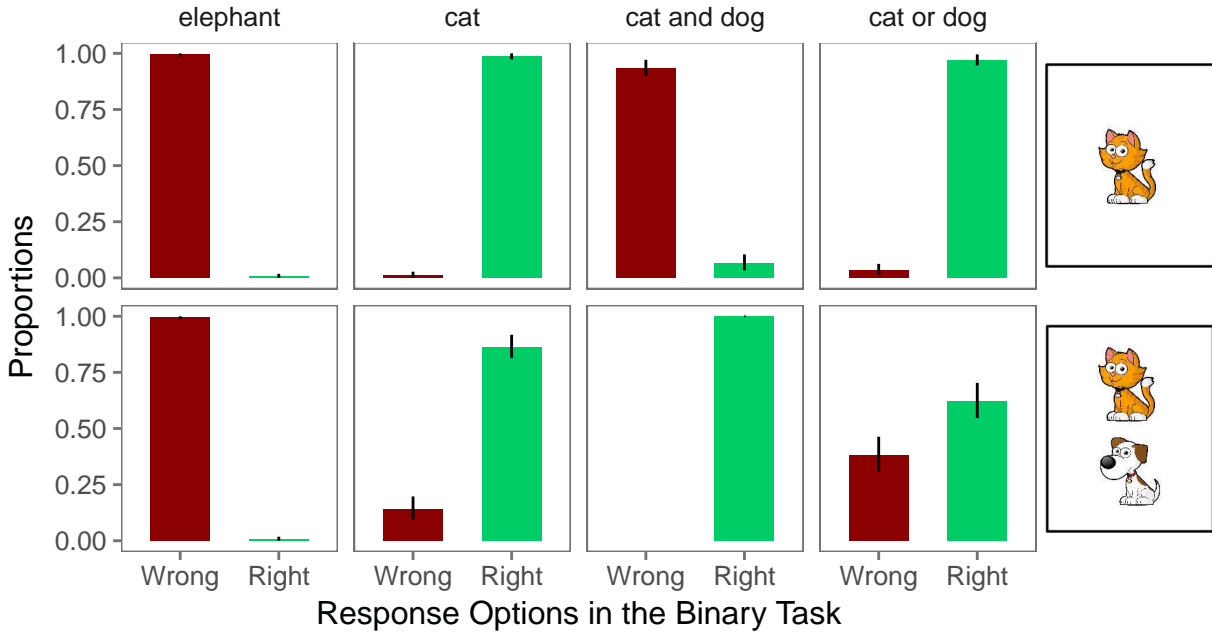 elephant cat cat and dog cat or dog
Proportions
1.00
0.75
0.50
0.25
0.00
1.00
0.75
0.50
0.25
0.00
Wrong Right Wrong Right Wrong Right Wrong Right
Response Options in the Binary Task